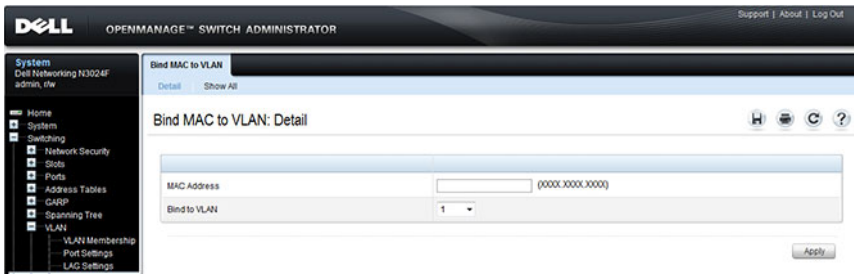 Support | About | Log Out
DELL OPENMANAGE™ SWITCH ADMINISTRATOR
System
Dell Networking N3024F
admin, r/w
Bind MAC to VLAN
Detail Show All
Home
System
Switching
Network Security
Slots
Ports
Address Tables
GARP
Spanning Tree
VLAN
VLAN Membership
Port Settings
LAG Settings
Bind MAC to VLAN: Detail
MAC Address (XXXX.XXXX.XXXX)
Bind to VLAN 1
Apply